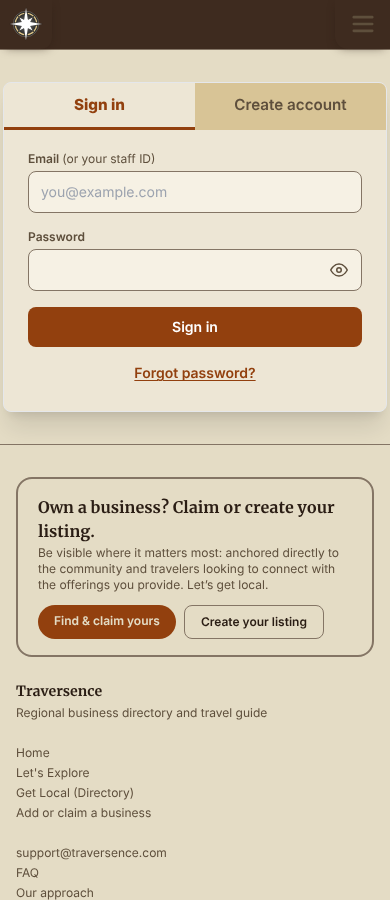 Sign in
Create account
Email (or your staff ID)
you@example.com
Password
Sign in
Forgot password?
Own a business? Claim or create your
listing.
Be visible where it matters most: anchored directly to
the community and travelers looking to connect with
the offerings you provide. Let's get local.
Find & claim yours
Create your listing
Traversence
Regional business directory and travel guide
Home
Let's Explore
Get Local (Directory)
Add or claim a business
support@traversence.com
FAQ
Our approach